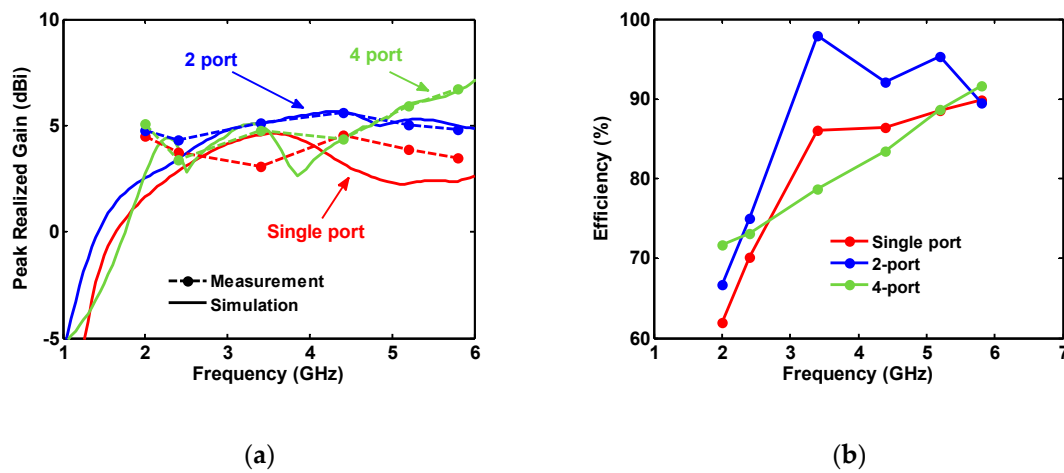 Peak Realized Gain (dBi)
10
5
0
-5
2 port
4 port
Single port
Measurement
Simulation
1 2 3 4 5 6
Frequency (GHz)
(a)
Efficiency (%)
100
90
80
70
60
Single port
2-port
4-port
1 2 3 4 5 6 7
Frequency (GHz)
(b)